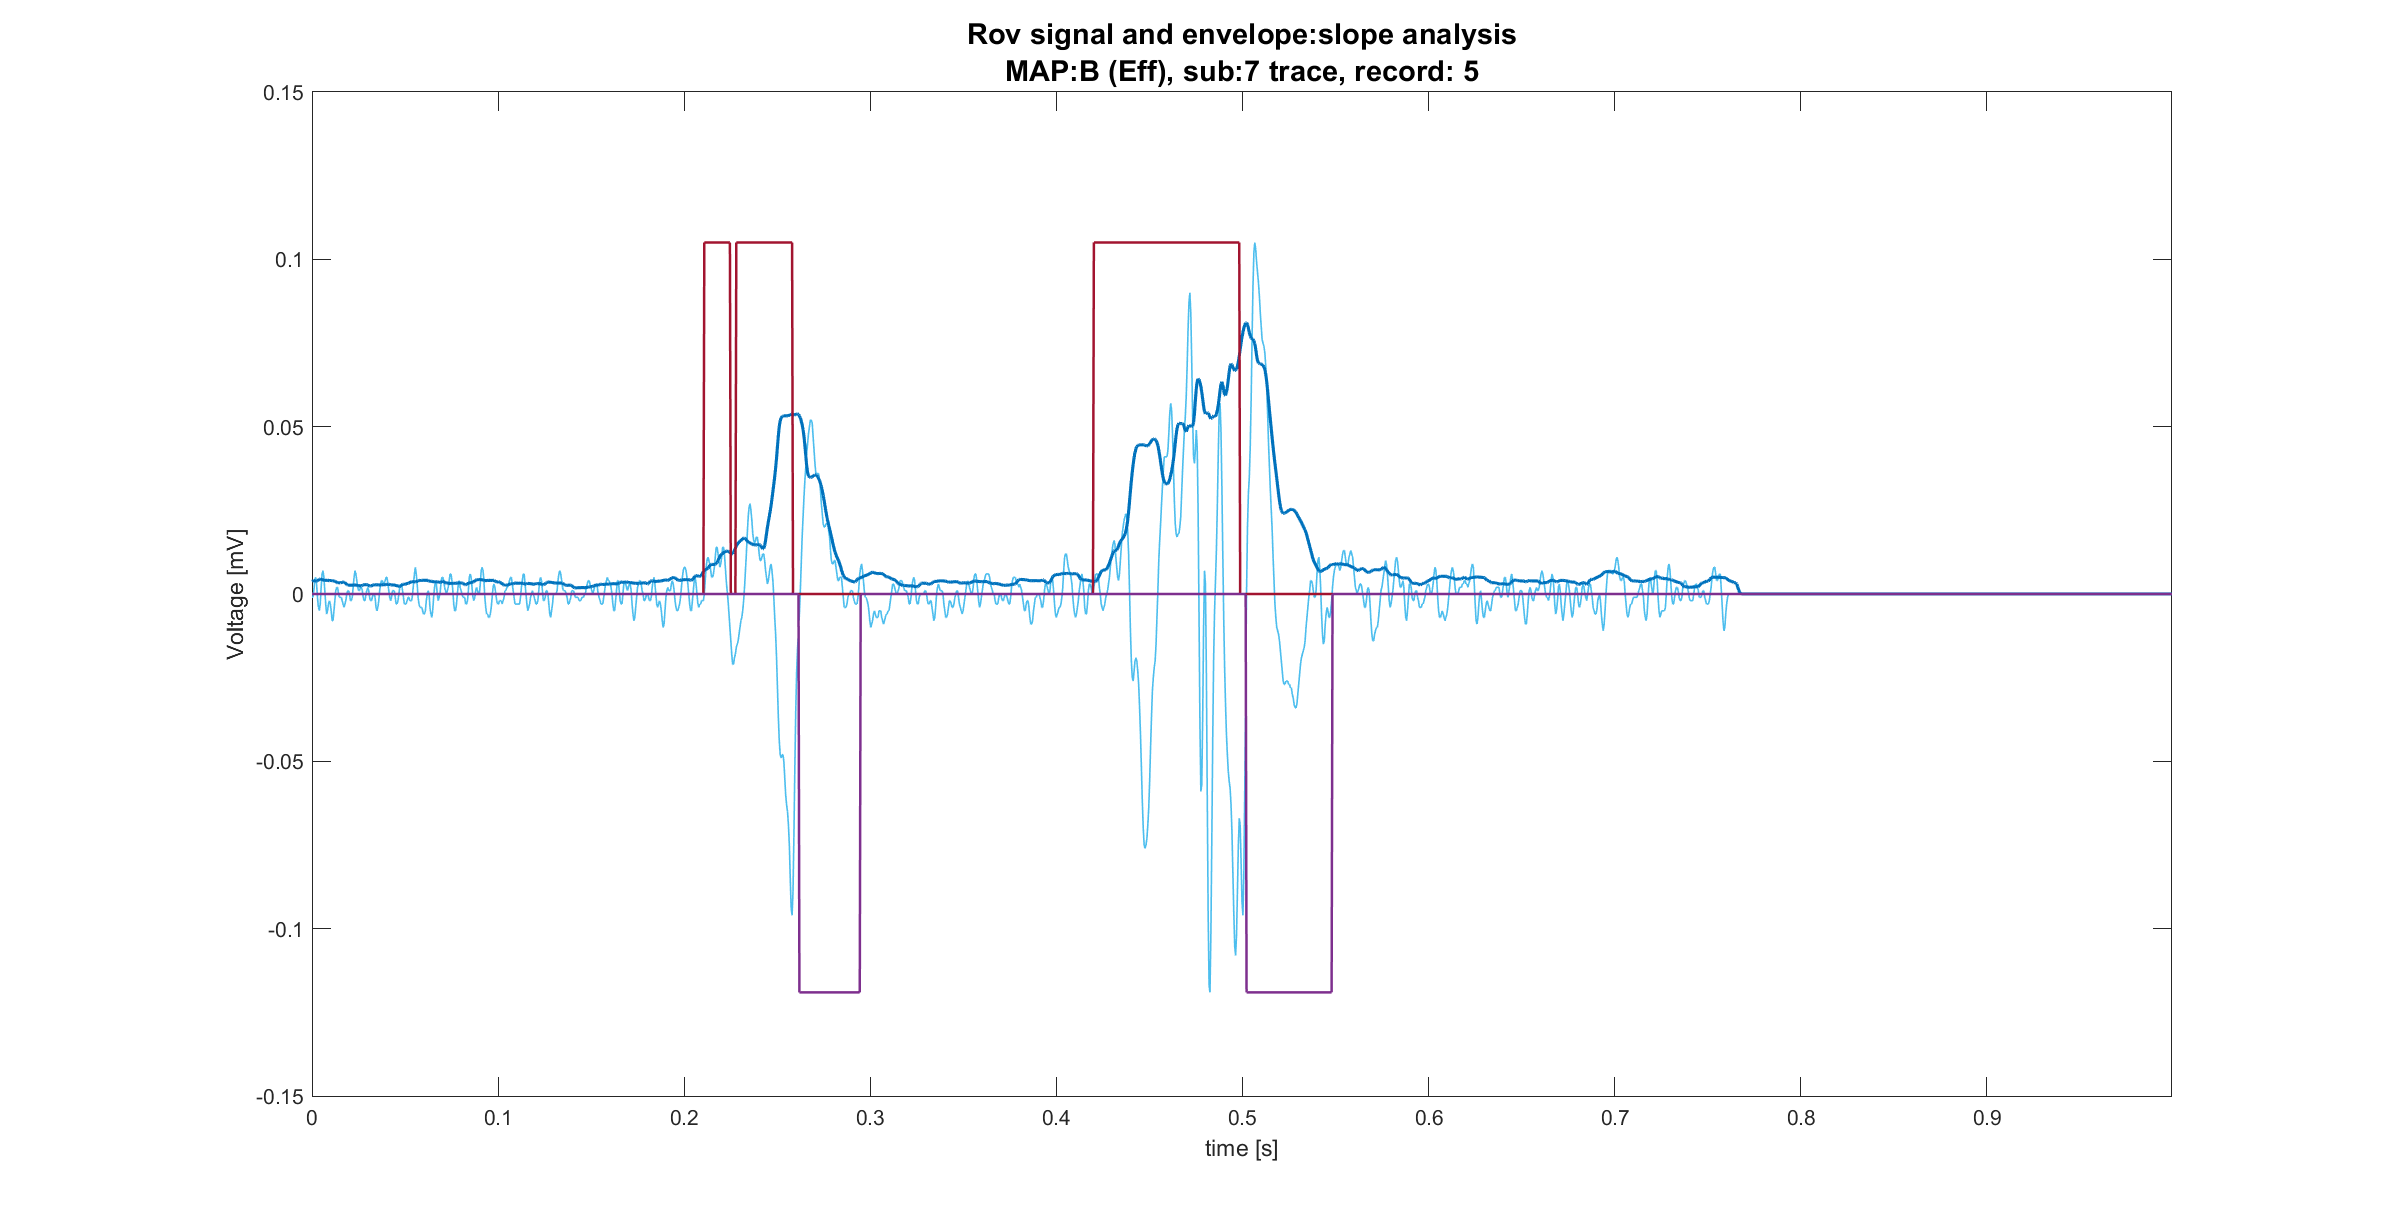 Rov signal and envelope:slope analysis
MAP:B (Eff), sub:7 trace, record: 5
0.15
0.1
0.05
0
-0.05
-0.1
-0.15
Voltage [mV]
0 0.1 0.2 0.3 0.4 0.5 0.6 0.7 0.8 0.9
time [s]